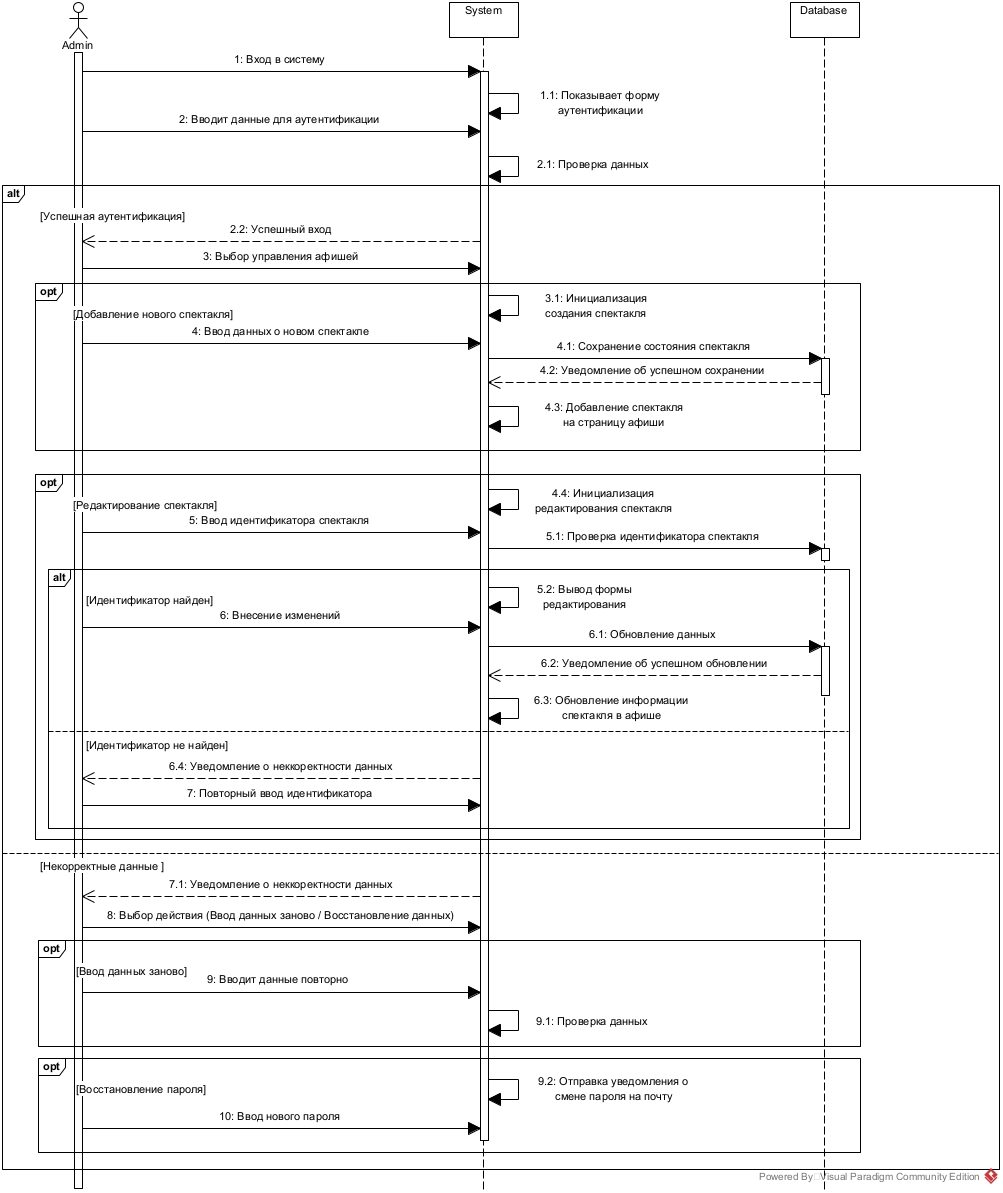 System
Database
Admin
1: Вход в систему
1.1: Показывает форму
аутентификации
2: Вводит данные для аутентификации
2.1: Проверка данных
alt
[Успешная аутентификация]
2.2: Успешный вход
3: Выбор управления афишей
opt
3.1: Инициализация
создания спектакля
[Добавление нового спектакля]
4: Ввод данных о новом спектакле
4.1: Сохранение состояния спектакля
4.2: Уведомление об успешном сохранении
4.3: Добавление спектакля
на страницу афиши
opt
4.4: Инициализация
редактирования спектакля
[Редактирование спектакля]
5: Ввод идентификатора спектакля
5.1: Проверка идентификатора спектакля
alt
5.2: Вывод формы
редактирования
[Идентификатор найден]
6: Внесение изменений
6.1: Обновление данных
6.2: Уведомление об успешном обновлении
6.3: Обновление информации
спектакля в афише
[Идентификатор не найден]
6.4: Уведомление о неккоретности данных
7: Повторный ввод идентификатора
[Некорректные данные ]
7.1: Уведомление о неккоретности данных
8: Выбор действия (Ввод данных заново / Восстановление данных)
opt
[Ввод данных заново]
9: Вводит данные повторно
9.1: Проверка данных
opt
9.2: Отправка уведомления о
смене пароля на почту
[Восстановление пароля]
10: Ввод нового пароля
Powered By Visual Paradigm Community Edition